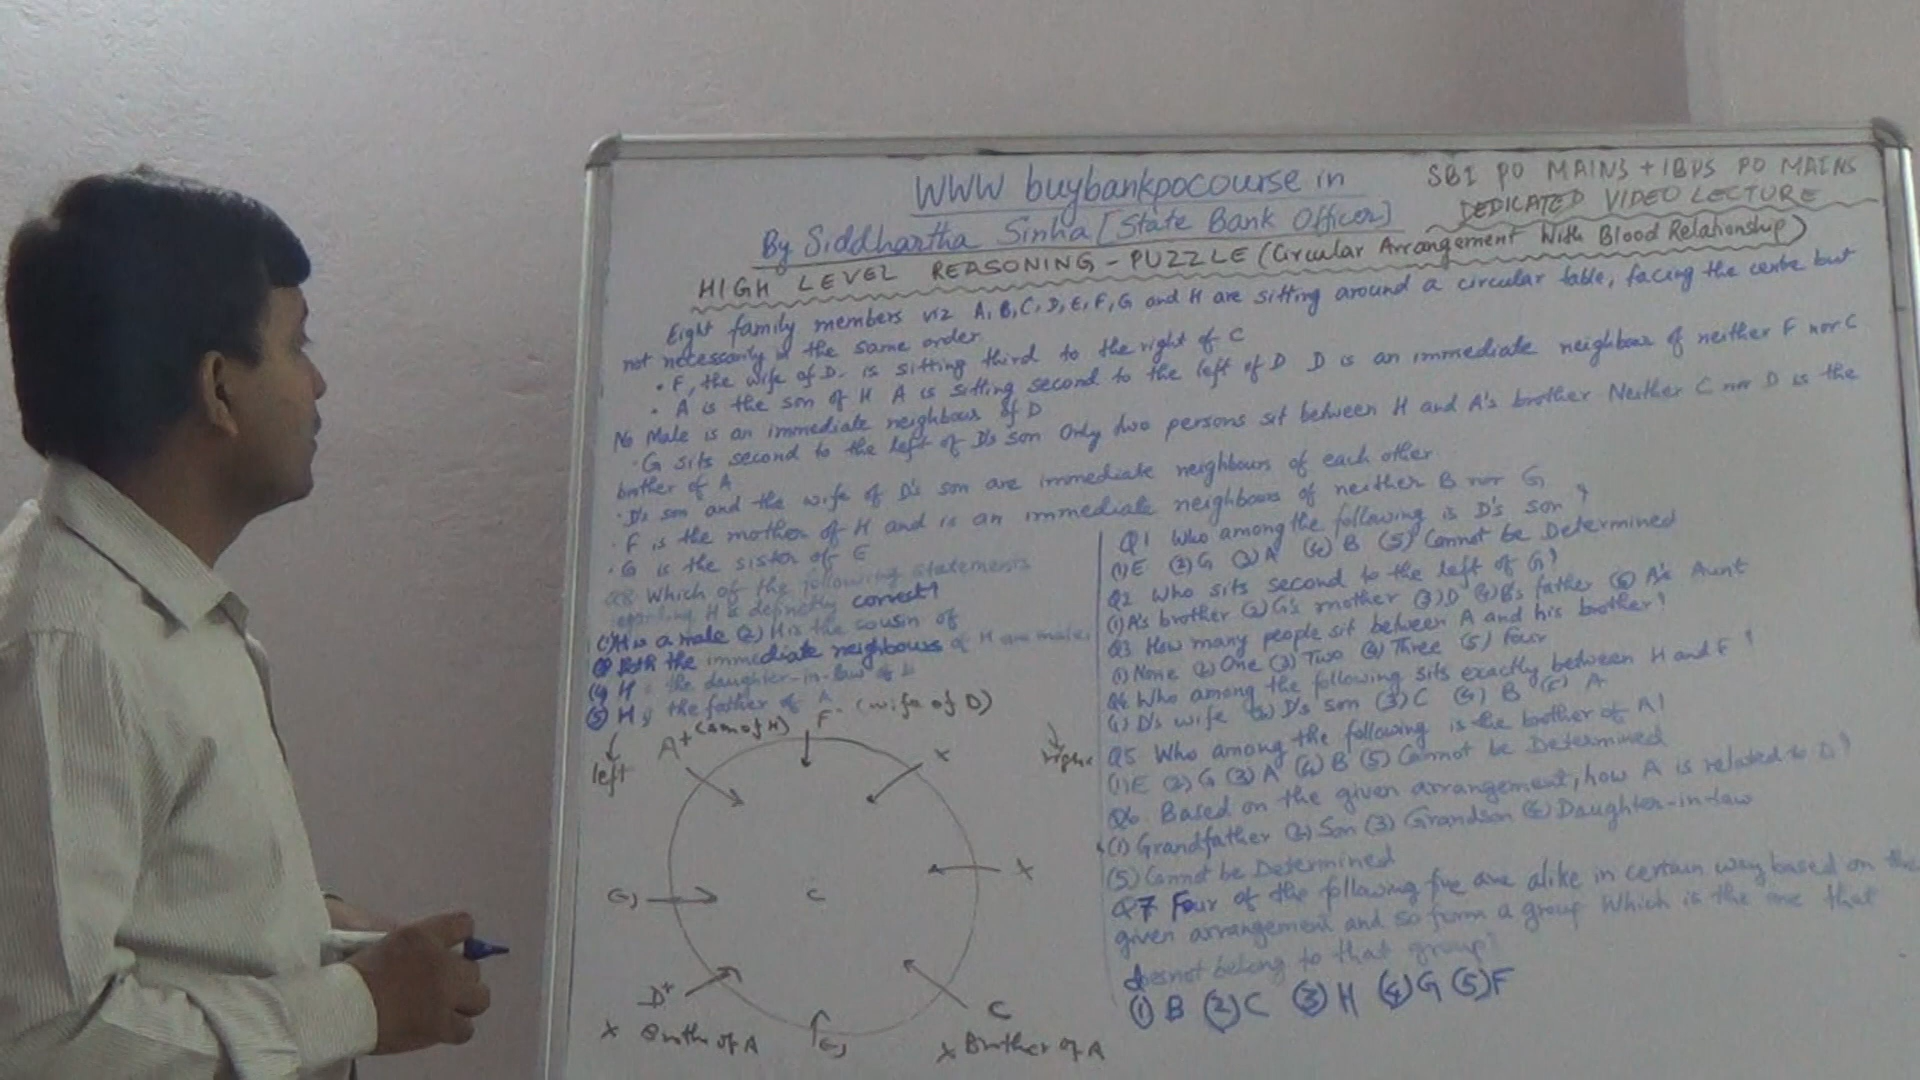 WWW buybankpocourse in
SBI PO MAINS + IBPS PO MAINS
DEDICATED VIDEO LECTURE
By Siddhartha Sinha [State Bank Officer]
HIGH LEVEL REASONING - PUZZLE (Circular Arrangement With Blood Relationship)
Eight family members viz A, B, C, D, E, F, G and H are sitting around a circular table, facing the centre but
not necessarily in the same order
• F, the wife of D. is sitting third to the right of C
• A is the son of H A is sitting second to the left of D D is an immediate neighbour of neither F nor C
No Male is an immediate neighbour of D
• G sits second to the left of D's son Only two persons sit between H and A's brother Neither C nor D is the
brother of A
• D's son and the wife of D's son are immediate neighbours of each other
• F is the mother of H and is an immediate neighbour of neither B nor G
• G is the sister of E
Q8 Which of the following statements
H is definetly correct?
(1) H is a male (2) H is the cousin of
(3) Both the immediate neighbours of H are males
(4) H is the daughter-in-law of
(5) H is the father of A
Q1 Who among the following is D's son ?
(1) E (2) G (3) A (4) B (5) Cannot be Determined
Q2 Who sits second to the left of G?
(1) A's brother (2) G's mother (3) D (4) B's father (5) A's Aunt
Q3 How many people sit between A and his brother?
(1) None (2) One (3) Two (4) Three (5) Four
Q4 Who among the following sits exactly between H and F ?
(1) D's wife (2) D's son (3) C (4) B (5) A
Q5 Who among the following is the brother of A?
(1) E (2) G (3) A (4) B (5) Cannot be Determined
Q6 Based on the given arrangement, how A is related to D?
(1) Grandfather (2) Son (3) Grandson (4) Daughter-in-law
(5) Cannot be Determined
Q7 Four of the following five are alike in certain way based on the
given arrangement and so form a group Which is the one that
doesnot belong to that group?
(1) B (2) C (3) H (4) G (5) F
left
A+ (son of H)
F- (wife of D)
X
right
X
G
C
D+
C
X Brother of A
G
X Brother of A